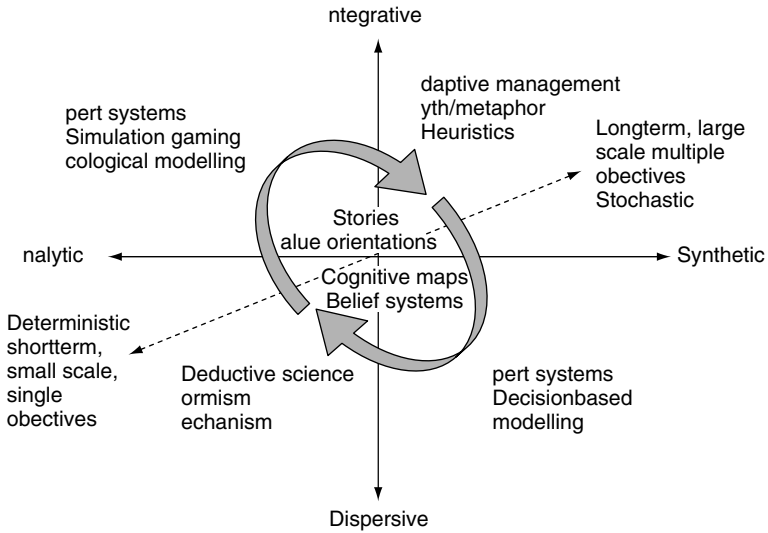 ntegrative
daptive management
yth/metaphor
Heuristics
pert systems
Simulation gaming
cological modelling
Longterm, large
scale multiple
obectives
Stochastic
Stories
alue orientations
nalytic
Synthetic
Cognitive maps
Belief systems
Deterministic
shortterm,
small scale,
single
obectives
Deductive science
ormism
echanism
pert systems
Decisionbased
modelling
Dispersive